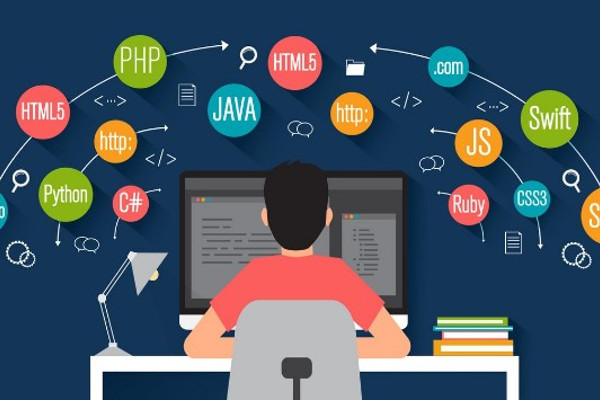 PHP
HTML5
.com
HTML5
JAVA
http:
Swift
http:
JS
Python
C#
Ruby
CSS3